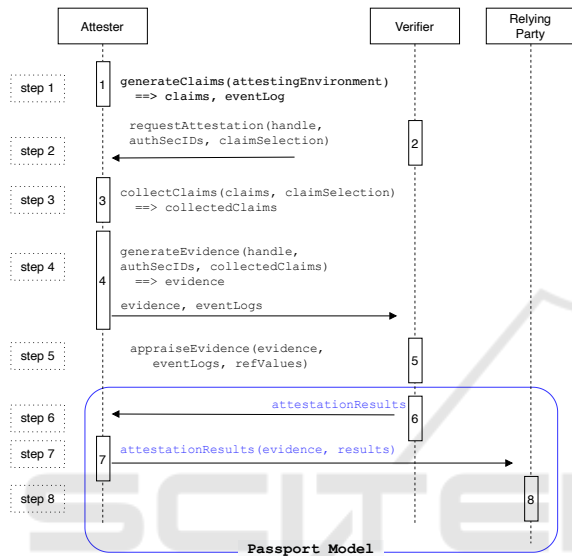 Attester
Verifier
Relying
Party
step 1
1
generateClaims(attestingEnvironment)
==> claims, eventLog
step 2
requestAttestation(handle,
authSecIDs, claimSelection)
2
step 3
3
collectClaims(claims, claimSelection)
==> collectedClaims
step 4
4
generateEvidence(handle,
authSecIDs, collectedClaims)
==> evidence
evidence, eventLogs
step 5
appraiseEvidence(evidence,
eventLogs, refValues)
5
step 6
attestationResults
6
step 7
7
attestationResults(evidence, results)
step 8
8
Passport Model
SCITE